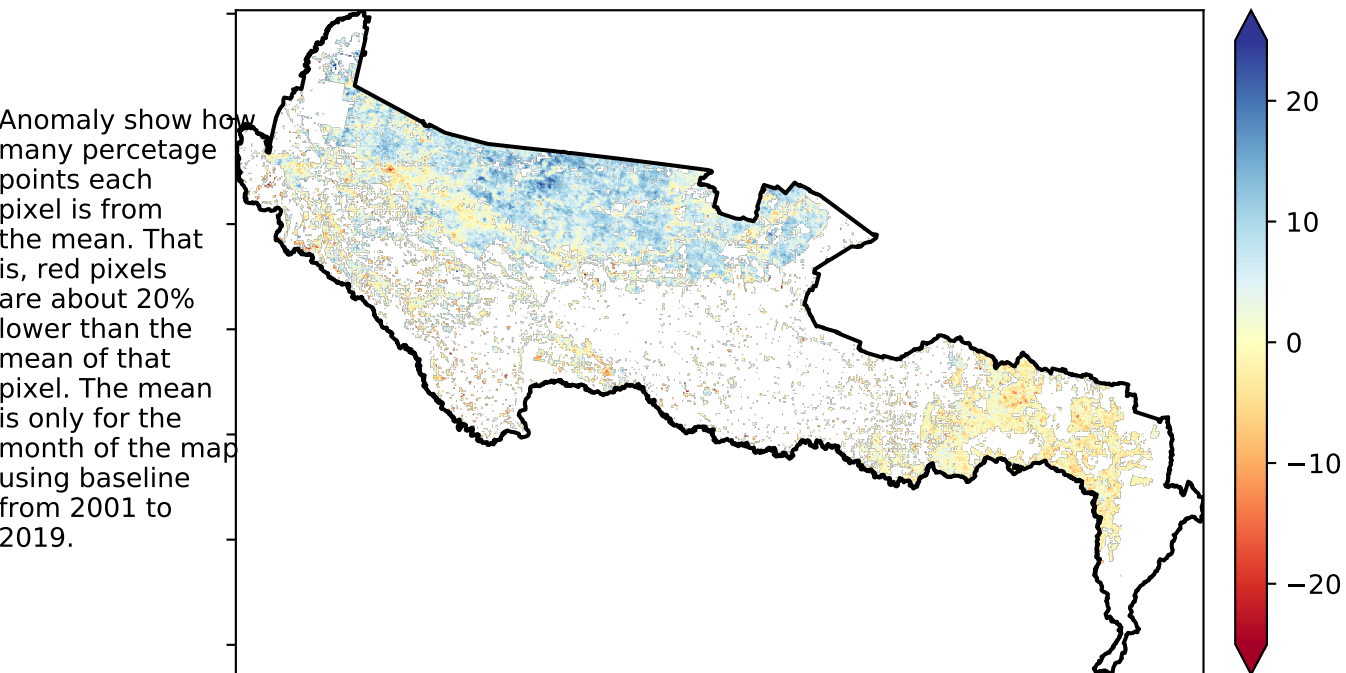 Anomaly show how
many percetage
points each
pixel is from
the mean. That
is, red pixels
are about 20%
lower than the
mean of that
pixel. The mean
is only for the
month of the map
using baseline
from 2001 to
2019.
20
10
0
−10
−20